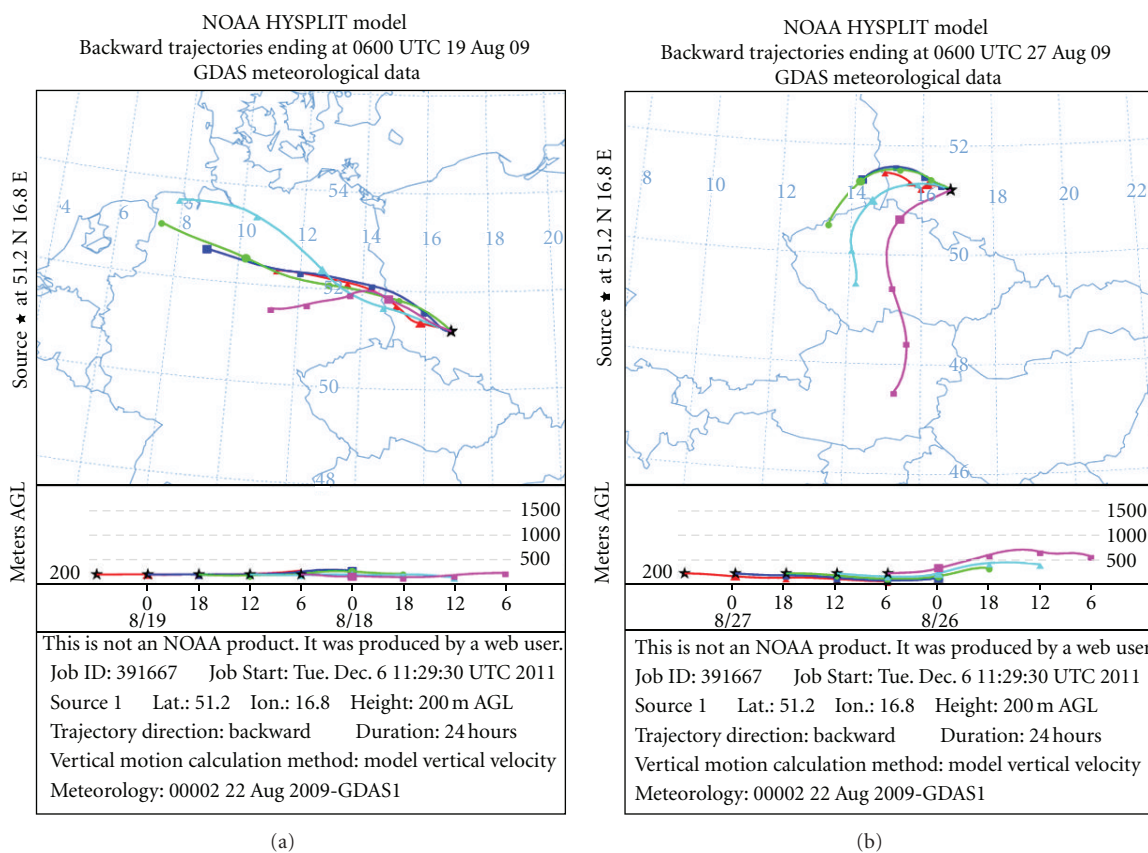 NOAA HYSPLIT model
Backward trajectories ending at 0600 UTC 19 Aug 09
GDAS meteorological data
Source ★ at 51.2 N 16.8 E
56
54
4
6
8
10
12
14
16
18
20
52
50
48
Meters AGL
1500
1000
500
200
0 18 12 6 0 18 12 6
8/19 8/18
This is not an NOAA product. It was produced by a web user.
Job ID: 391667 Job Start: Tue. Dec. 6 11:29:30 UTC 2011
Source 1 Lat.: 51.2 Ion.: 16.8 Height: 200 m AGL
Trajectory direction: backward Duration: 24 hours
Vertical motion calculation method: model vertical velocity
Meteorology: 00002 22 Aug 2009-GDAS1
(a)
NOAA HYSPLIT model
Backward trajectories ending at 0600 UTC 27 Aug 09
GDAS meteorological data
Source ★ at 51.2 N 16.8 E
52
8
10
12
14
16
18
20
22
50
48
46
Meters AGL
1500
1000
500
200
0 18 12 6 0 18 12 6
8/27 8/26
This is not an NOAA product. It was produced by a web user
Job ID: 391667 Job Start: Tue. Dec. 6 11:29:30 UTC 2011
Source 1 Lat.: 51.2 Ion.: 16.8 Height: 200 m AGL
Trajectory direction: backward Duration: 24 hours
Vertical motion calculation method: model vertical velocity
Meteorology: 00002 22 Aug 2009-GDAS1
(b)